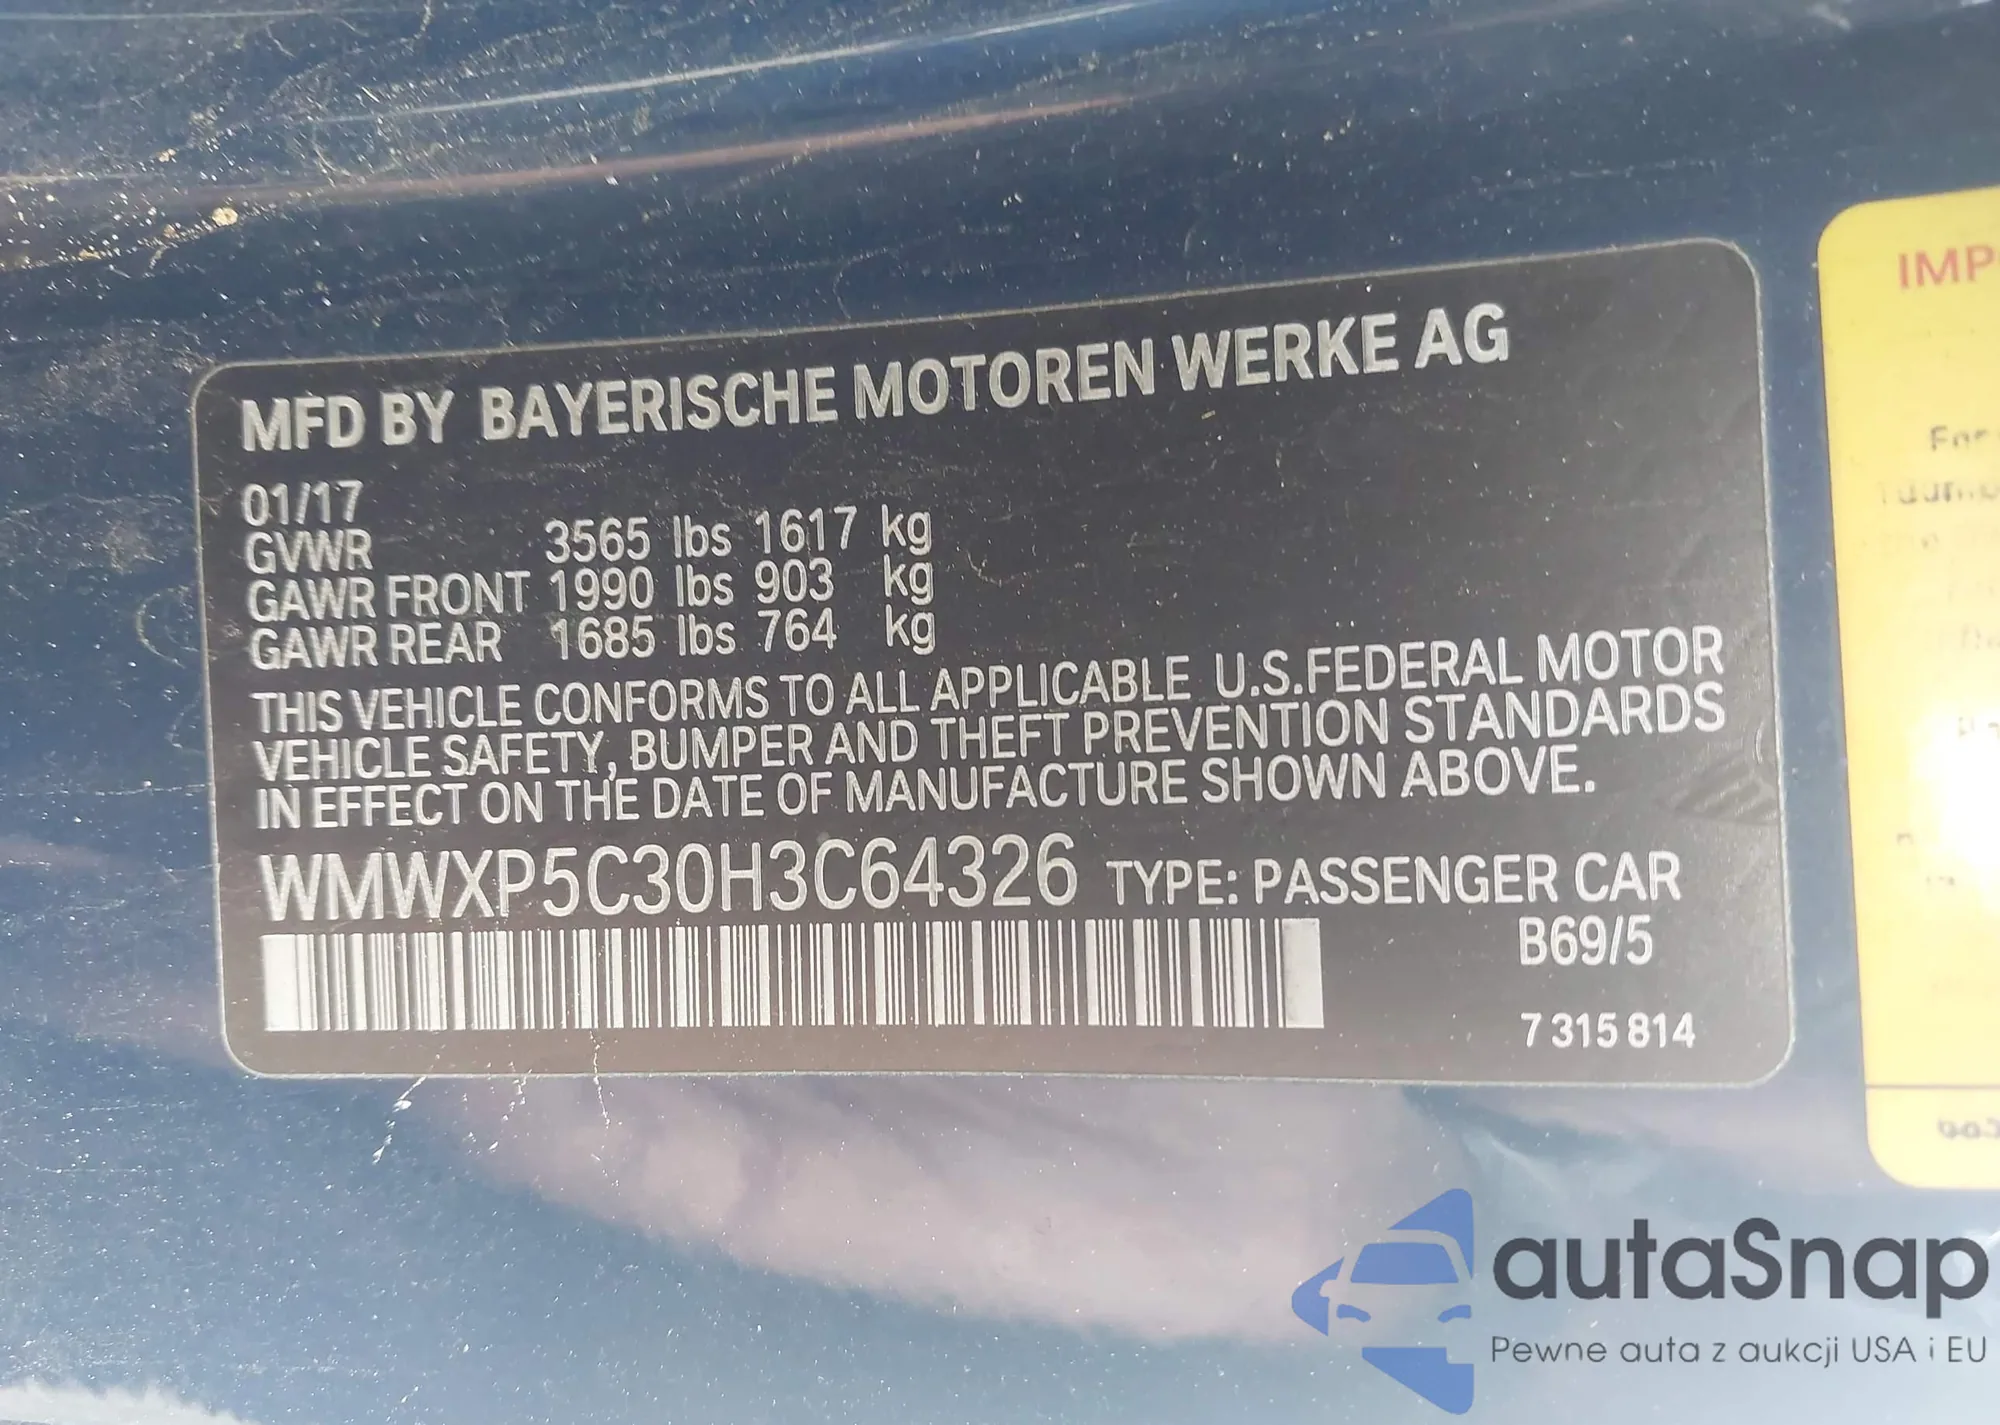 MFD BY BAYERISCHE MOTOREN WERKE AG
01/17
GVWR 3565 lbs 1617 kg
GAWR FRONT 1990 lbs 903 kg
GAWR REAR 1685 lbs 764 kg
THIS VEHICLE CONFORMS TO ALL APPLICABLE U.S.FEDERAL MOTOR
VEHICLE SAFETY, BUMPER AND THEFT PREVENTION STANDARDS
IN EFFECT ON THE DATE OF MANUFACTURE SHOWN ABOVE.
WMWXP5C30H3C64326 TYPE: PASSENGER CAR
B69/5
7 315 814
IMP
For
autaSnap
Pewne auta z aukcji USA i EU